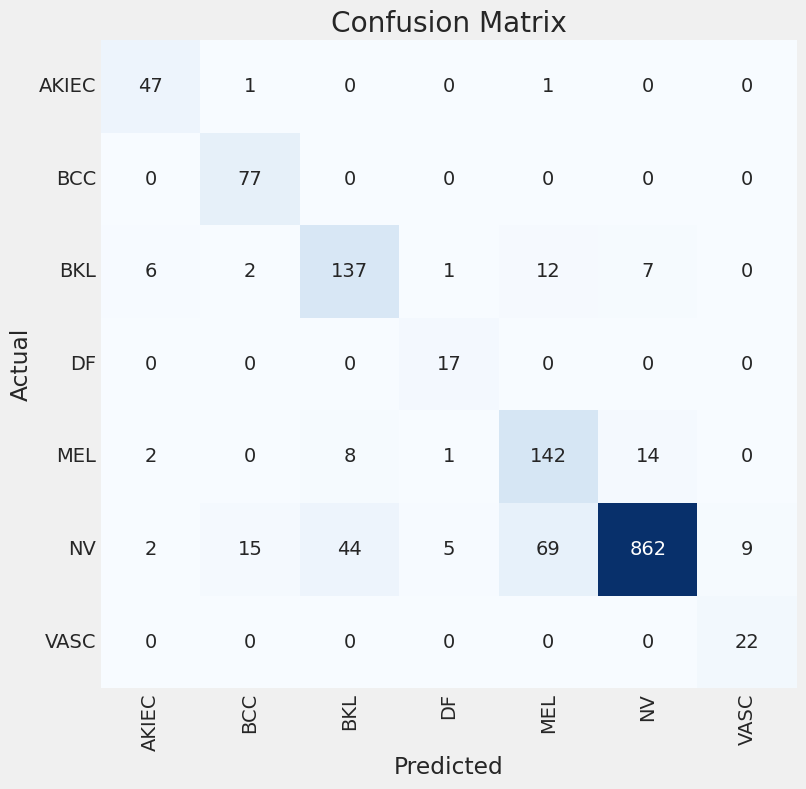 Confusion Matrix
AKIEC 47 1 0 0 1 0 0
BCC 0 77 0 0 0 0 0
BKL 6 2 137 1 12 7 0
DF 0 0 0 17 0 0 0
MEL 2 0 8 1 142 14 0
NV 2 15 44 5 69 862 9
VASC 0 0 0 0 0 0 22
Actual
AKIEC BCC BKL DF MEL NV VASC
Predicted